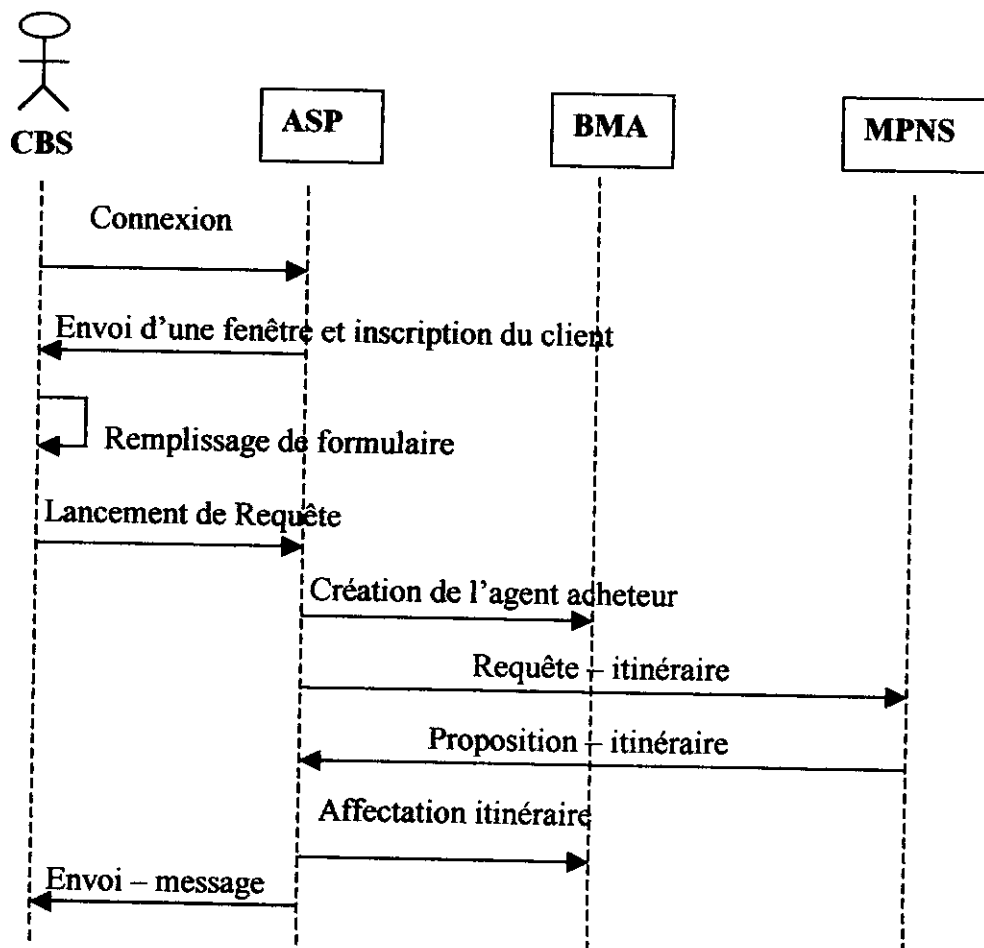 CBS
ASP
BMA
MPNS
Connexion
Envoi d'une fenêtre et inscription du client
Remplissage de formulaire
Lancement de Requête
Création de l'agent acheteur
Requête – itinéraire
Proposition – itinéraire
Affectation itinéraire
Envoi – message